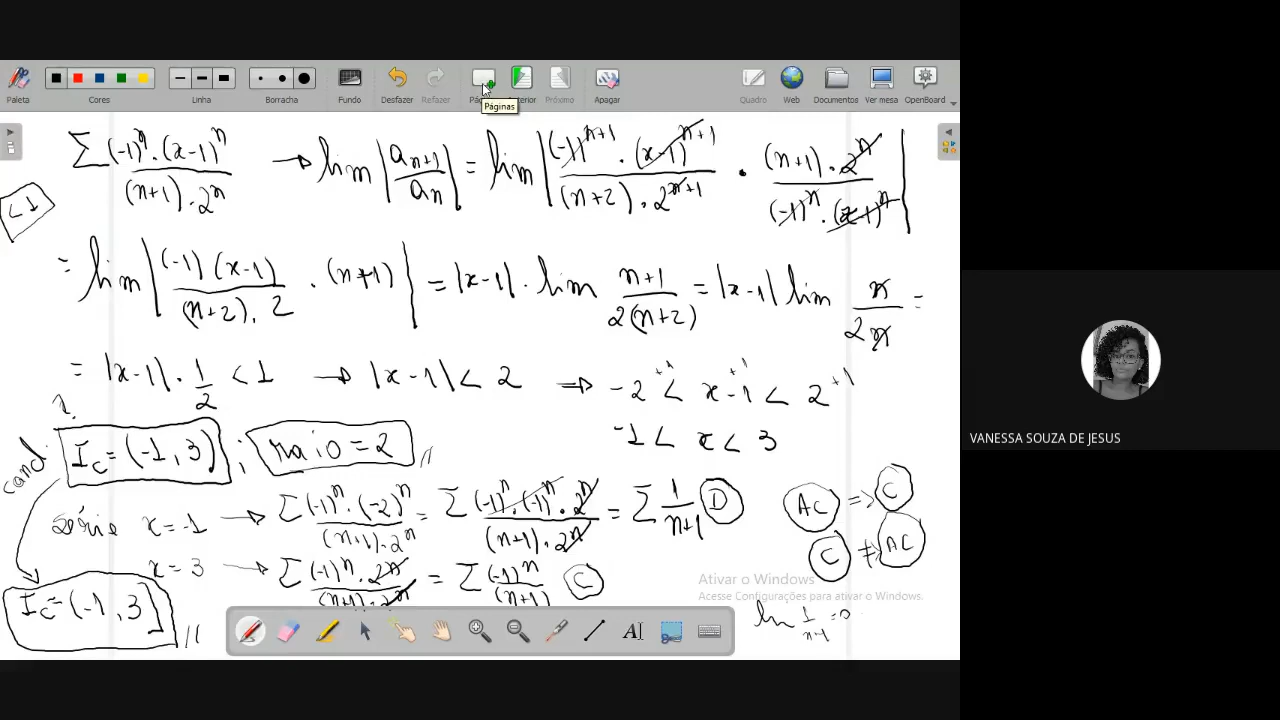 Paleta Cores Linha Borracha Fundo Desfazer Refazer Próximo Apagar Quadro Web Documentos Ver mesa OpenBoard
Páginas
∑ (-1)^n · (x-1)^n / (n+1) · 2^n → lim |a_{n+1} / a_n| = lim |(-1)^{n+1} · (x-1)^{n+1} / (n+2) · 2^{n+1} · (n+1) · 2^n / (-1)^n · (x-1)^n|
< 1
= lim |(-1)(x-1) / (n+2) · 2 · (n+1)| = |x-1| · lim n+1 / 2(n+2) = |x-1| lim n / 2n =
= |x-1| · 1/2 < 1 → |x-1| < 2 ⇒ -2^{+1} < x-1^{+1} < 2^{+1}
-1 < x < 3
cand.
I_c = (-1, 3) ; raio = 2 //
série x = -1 → ∑ (-1)^n · (-2)^n / (n+1) · 2^n = ∑ (-1)^n · (-1)^n · 2^n / (n+1) · 2^n = ∑ 1 / n+1 D
AC ⇒ C
C ⇏ AC
x = 3 → ∑ (-1)^n · 2^n / (n+1) · 2^n = ∑ (-1)^n / (n+1) C
I_c = (-1, 3] //
Ativar o Windows
Acesse Configurações para ativar o Windows.
AI
VANESSA SOUZA DE JESUS